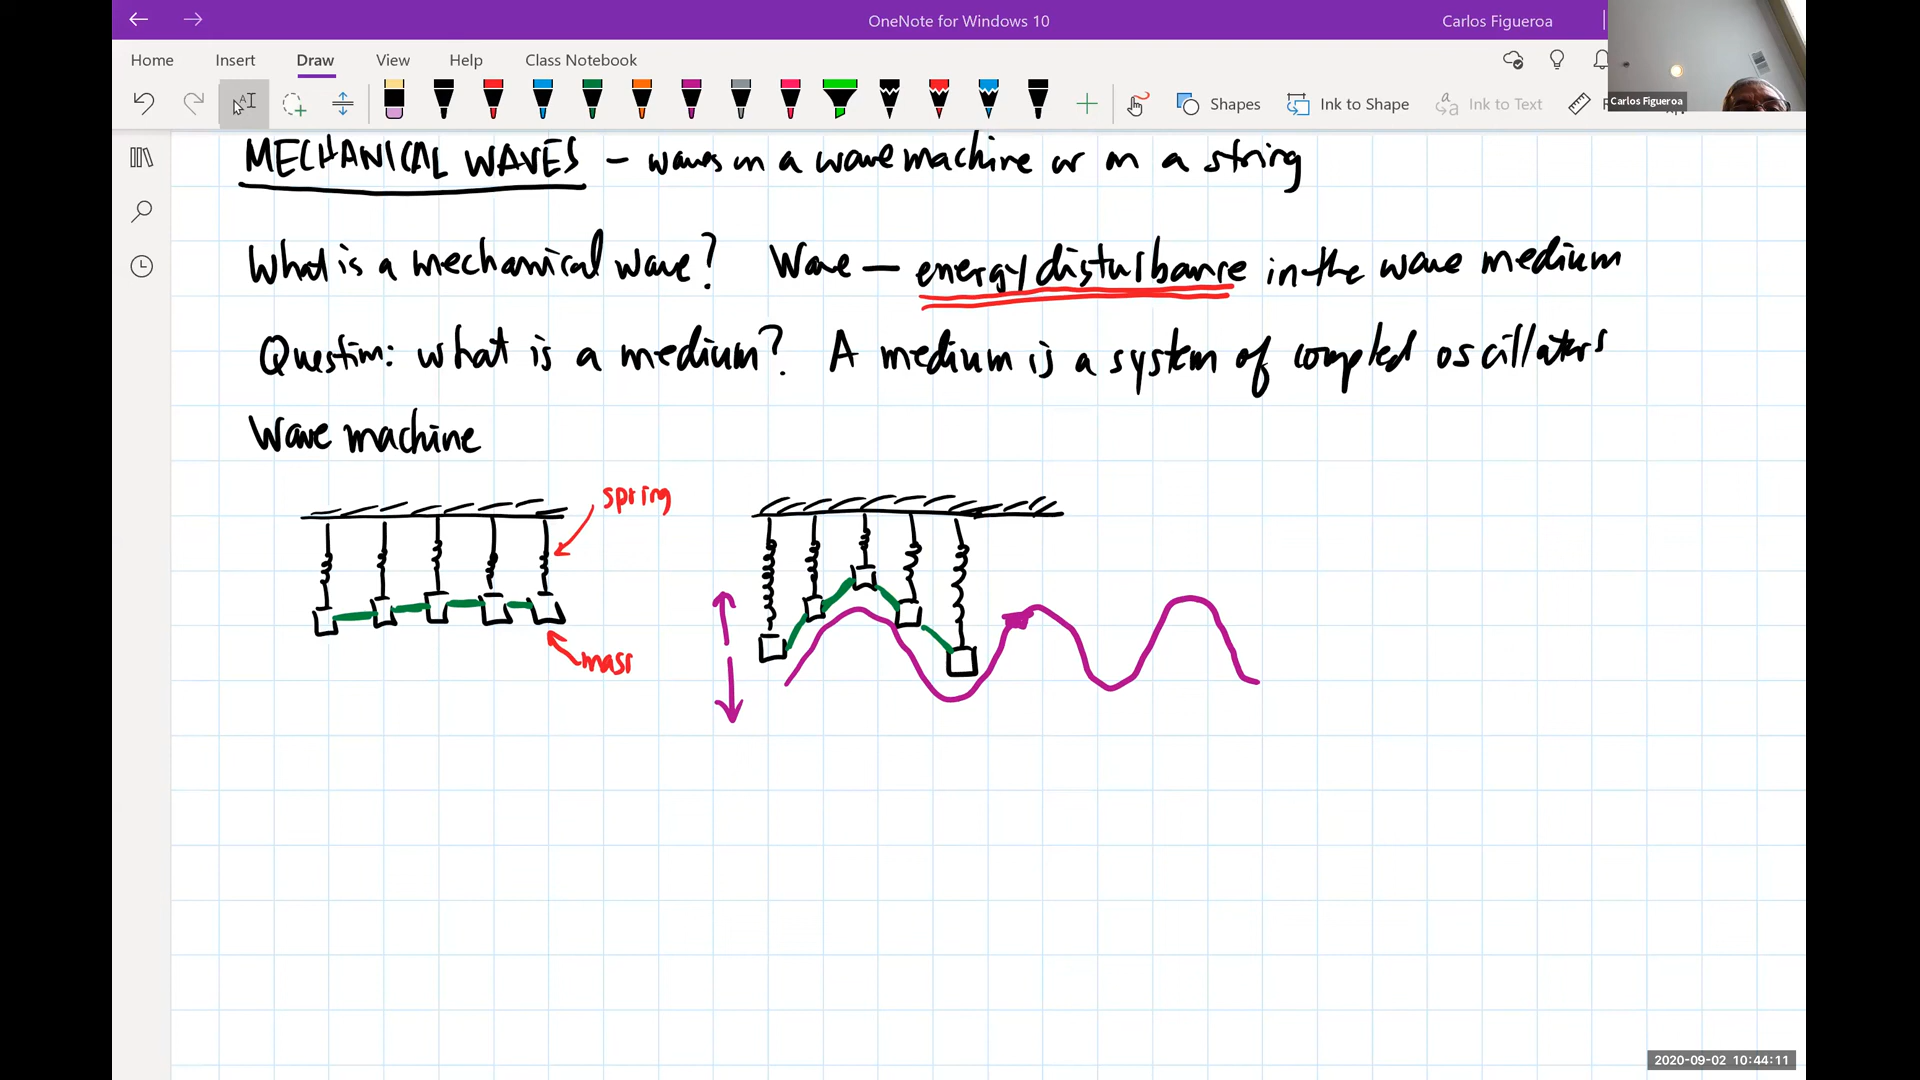 OneNote for Windows 10
Carlos Figueroa
Home Insert Draw View Help Class Notebook
Shapes Ink to Shape Ink to Text
Carlos Figueroa
MECHANICAL WAVES – waves in a wave machine or on a string
What is a mechanical wave? Wave – energy disturbance in the wave medium
Question: what is a medium? A medium is a system of coupled oscillators
Wave machine
spring
mass
2020-09-02 10:44:11